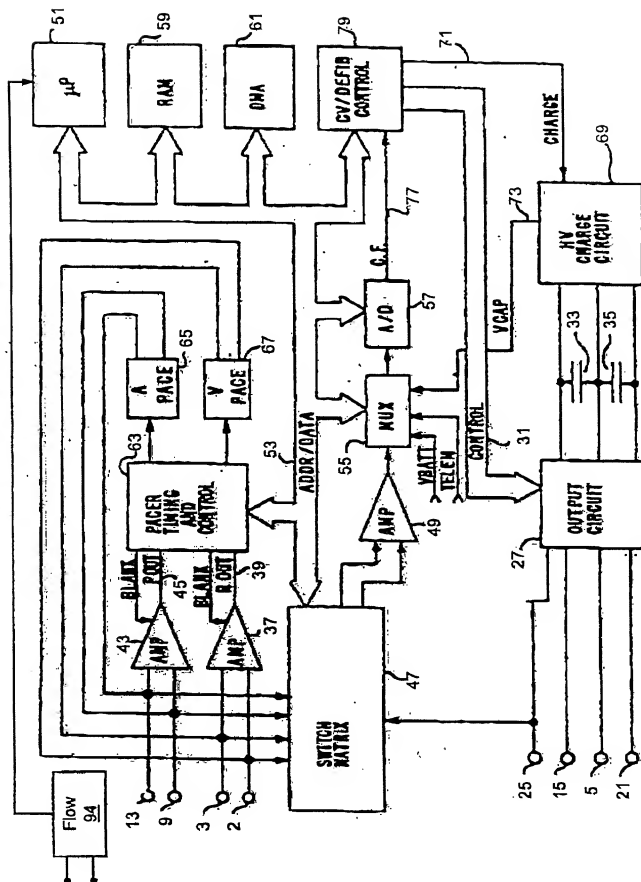 51
µP
59
RAM
61
DMA
79
CV/DEFIB
CONTROL
71
CHARGE
69
HV
CHARGE
CIRCUIT
73
VCAP
33
35
77
C.F.
A/D
57
MUX
55
VBATT
TELEM
CONTROL
31
AMP
49
27
OUTPUT
CIRCUIT
65
A
PACE
67
V
PACE
63
PACER
TIMING
AND
CONTROL
53
ADDR/DATA
BLANK
POUT
45
BLANK
R OUT
39
43
AMP
37
AMP
SWITCH
MATRIX
47
Flow
94
13
9
3
2
25
15
5
21